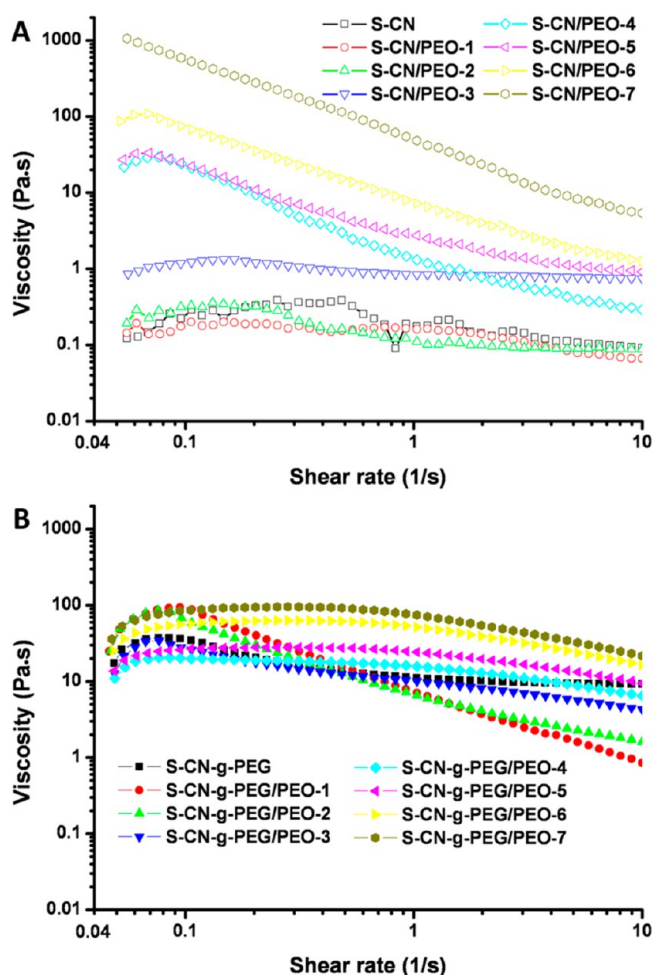 A
S-CN
S-CN/PEO-1
S-CN/PEO-2
S-CN/PEO-3
S-CN/PEO-4
S-CN/PEO-5
S-CN/PEO-6
S-CN/PEO-7
Viscosity (Pa.s)
1000
100
10
1
0.1
0.01
0.04
0.1
1
10
Shear rate (1/s)
B
Viscosity (Pa.s)
1000
100
10
1
0.1
0.01
S-CN-g-PEG
S-CN-g-PEG/PEO-1
S-CN-g-PEG/PEO-2
S-CN-g-PEG/PEO-3
S-CN-g-PEG/PEO-4
S-CN-g-PEG/PEO-5
S-CN-g-PEG/PEO-6
S-CN-g-PEG/PEO-7
0.04
0.1
1
10
Shear rate (1/s)